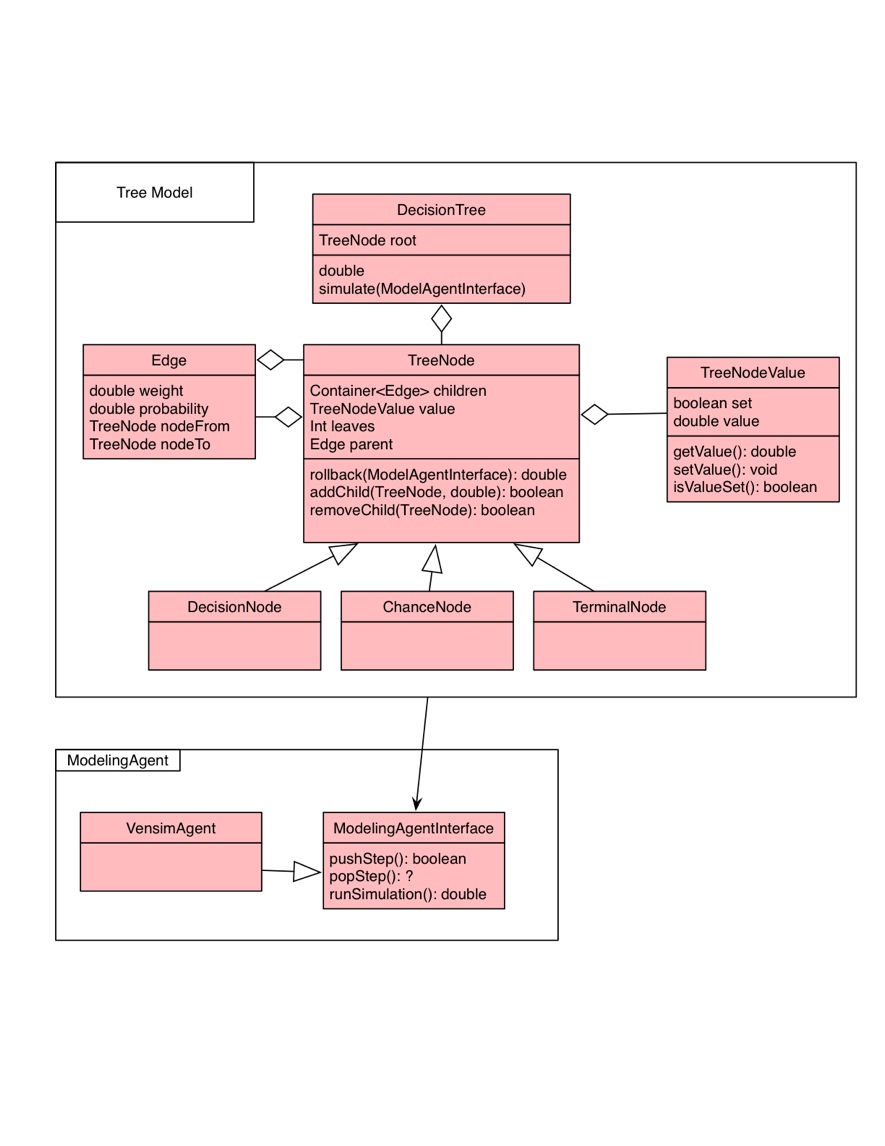 Tree Model
DecisionTree
TreeNode root
double
simulate(ModelAgentInterface)
Edge
double weight
double probability
TreeNode nodeFrom
TreeNode nodeTo
TreeNode
Container<Edge> children
TreeNodeValue value
Int leaves
Edge parent
rollback(ModelAgentInterface): double
addChild(TreeNode, double): boolean
removeChild(TreeNode): boolean
TreeNodeValue
boolean set
double value
getValue(): double
setValue(): void
isValueSet(): boolean
DecisionNode
ChanceNode
TerminalNode
ModelingAgent
VensimAgent
ModelingAgentInterface
pushStep(): boolean
popStep(): ?
runSimulation(): double